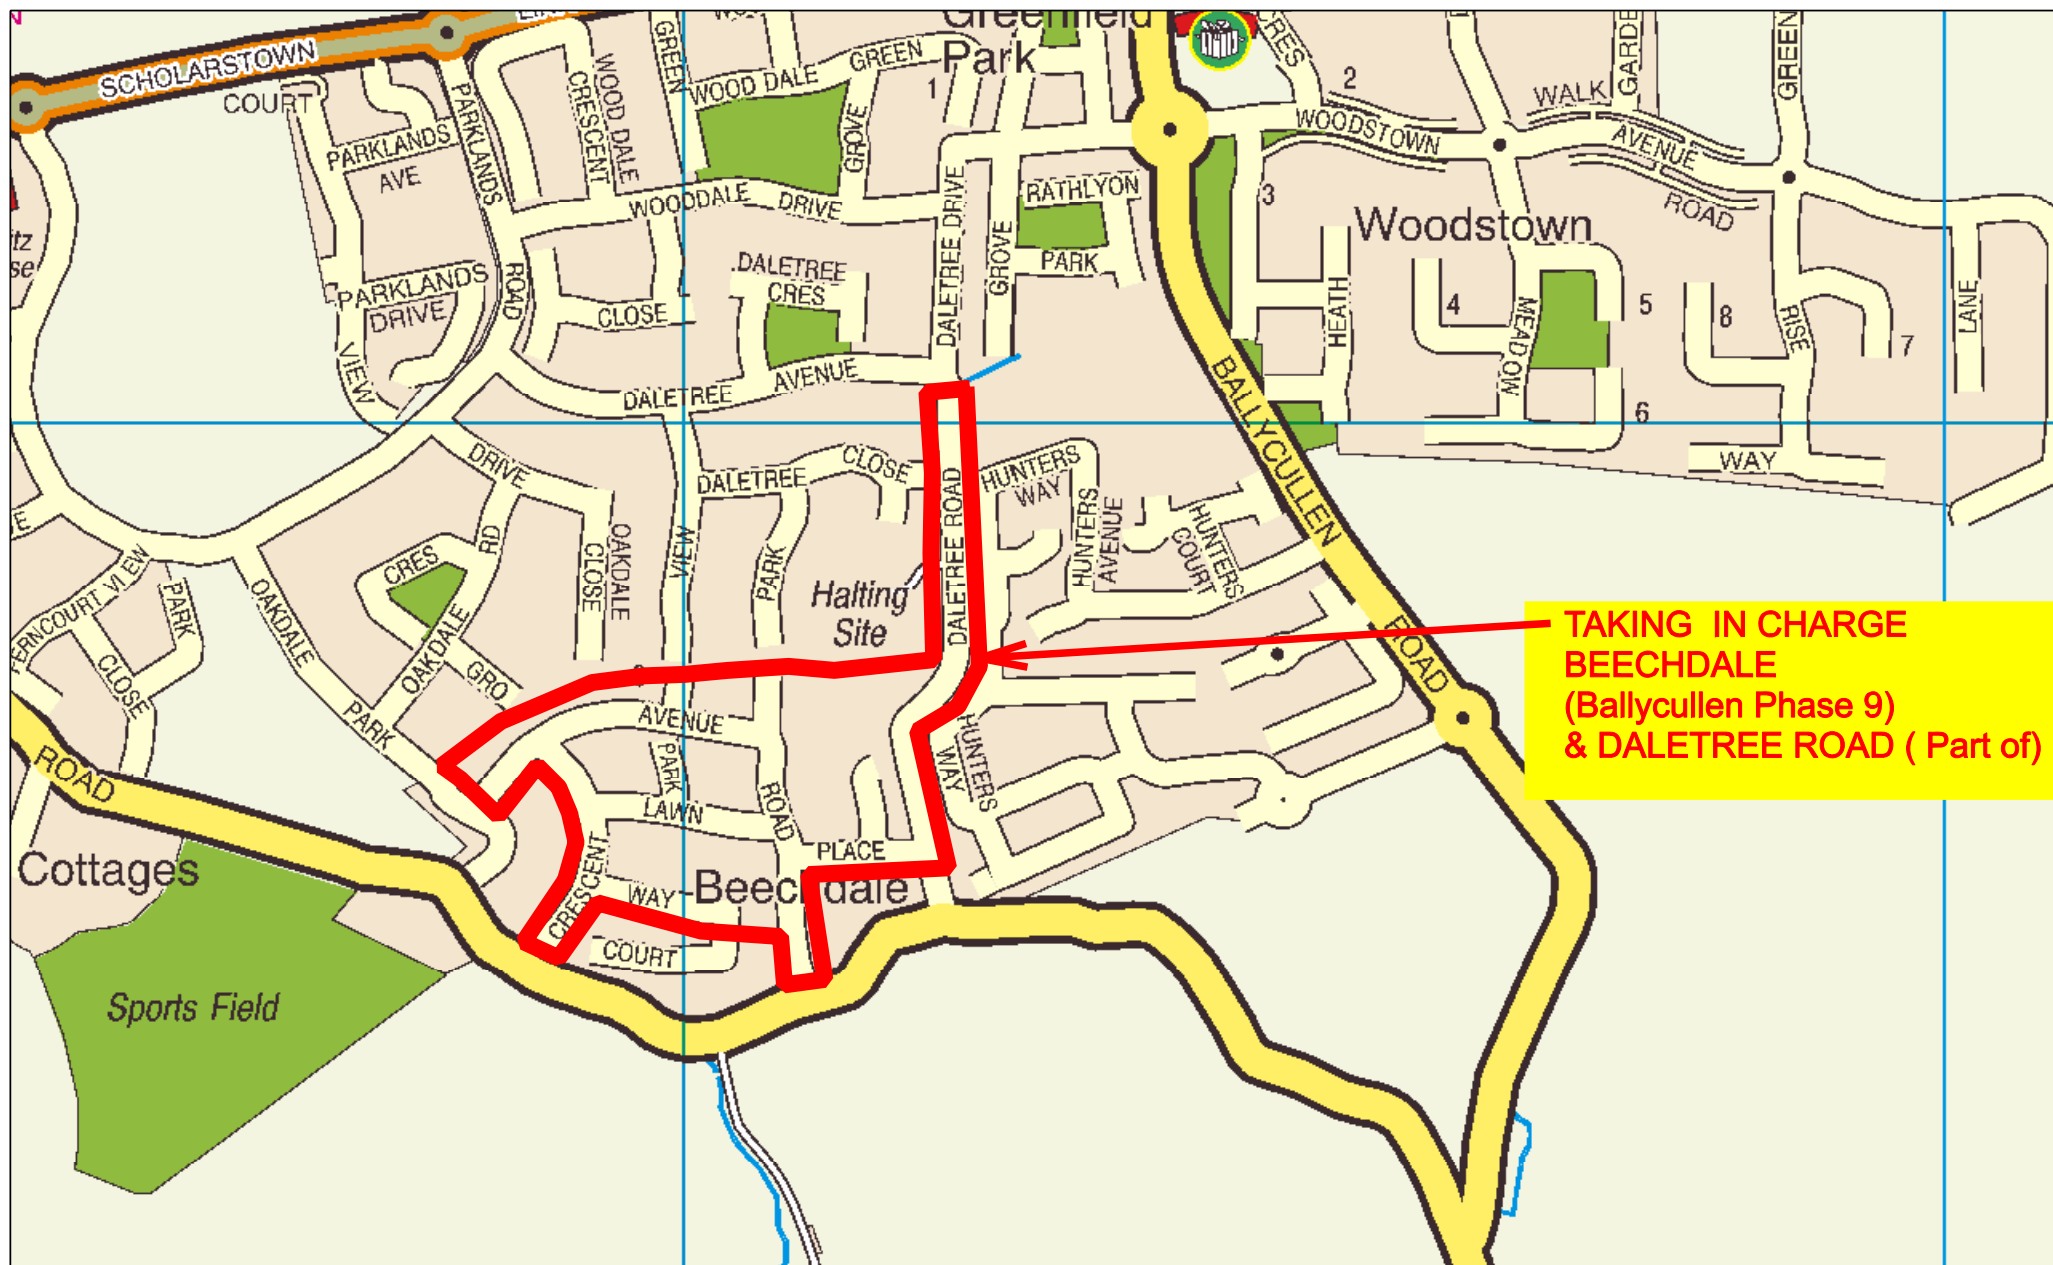 Greenfield
Park
SCHOLARSTOWN
COURT
PARKLANDS
AVE
PARKLANDS
ROAD
PARKLANDS
DRIVE
VIEW
WOOD DALE
CRESCENT
GREEN
WOOD DALE
GREEN
GROVE
1
WOODDALE
DRIVE
CLOSE
DALETREE
CRES
DALETREE DRIVE
GROVE
RATHLYON
PARK
CRES
2
WOODSTOWN
WALK
AVENUE
ROAD
GARDE
GREEN
3
Woodstown
HEATH
4
MEADOW
5
6
8
RISE
7
LANE
WAY
DALETREE
AVENUE
DRIVE
DALETREE
CLOSE
DALETREE ROAD
HUNTERS
WAY
HUNTERS
AVENUE
HUNTERS
COURT
BALLYCULLEN
ROAD
VIEW
PARK
Halting
Site
CRES
RD
OAKDALE
CLOSE
OAKDALE
GRO
OAKDALE
PARK
FERNCOURT VIEW
PARK
CLOSE
ROAD
AVENUE
PARK
LAWN
ROAD
CRESCENT
WAY
COURT
PLACE
Beechdale
HUNTERS
WAY
Cottages
Sports Field
TAKING IN CHARGE
BEECHDALE
(Ballycullen Phase 9)
& DALETREE ROAD ( Part of)